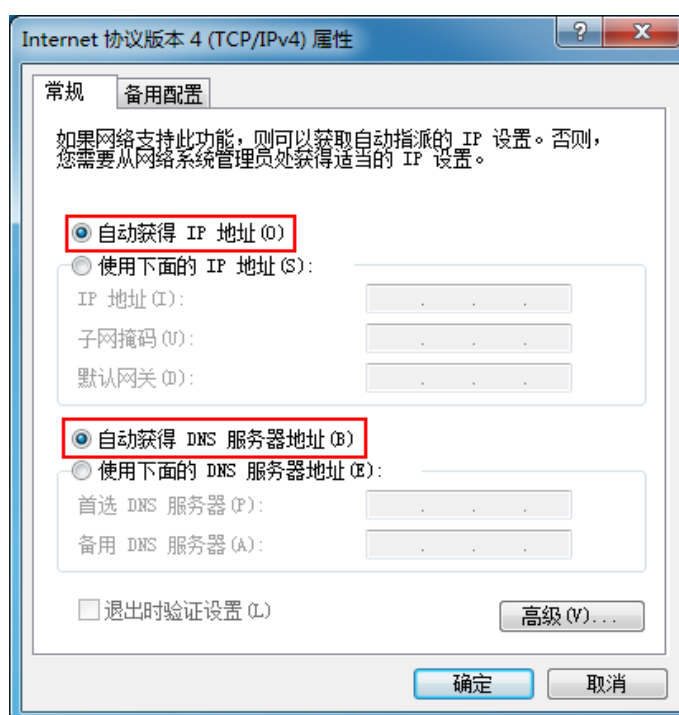 Internet 协议版本 4 (TCP/IPv4) 属性
常规
备用配置
如果网络支持此功能，则可以获取自动指派的 IP 设置。否则，
您需要从网络系统管理员处获得适当的 IP 设置。
自动获得 IP 地址(O)
使用下面的 IP 地址(S):
IP 地址(I):
子网掩码(U):
默认网关(D):
自动获得 DNS 服务器地址(B)
使用下面的 DNS 服务器地址(E):
首选 DNS 服务器(P):
备用 DNS 服务器(A):
退出时验证设置(L)
高级(V)...
确定
取消